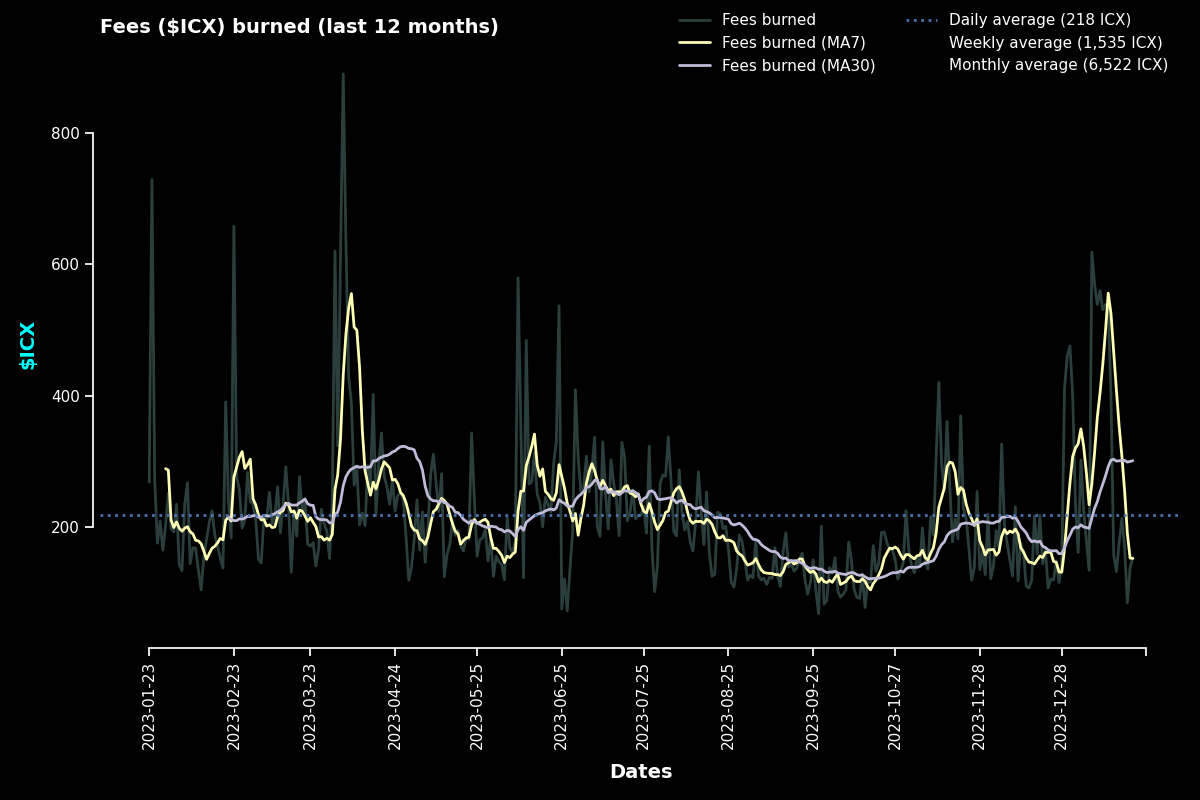 Fees ($ICX) burned (last 12 months)
Fees burned
Fees burned (MA7)
Fees burned (MA30)
Daily average (218 ICX)
Weekly average (1,535 ICX)
Monthly average (6,522 ICX)
800
600
400
200
$ICX
2023-01-23
2023-02-23
2023-03-23
2023-04-24
2023-05-25
2023-06-25
2023-07-25
2023-08-25
2023-09-25
2023-10-27
2023-11-28
2023-12-28
Dates